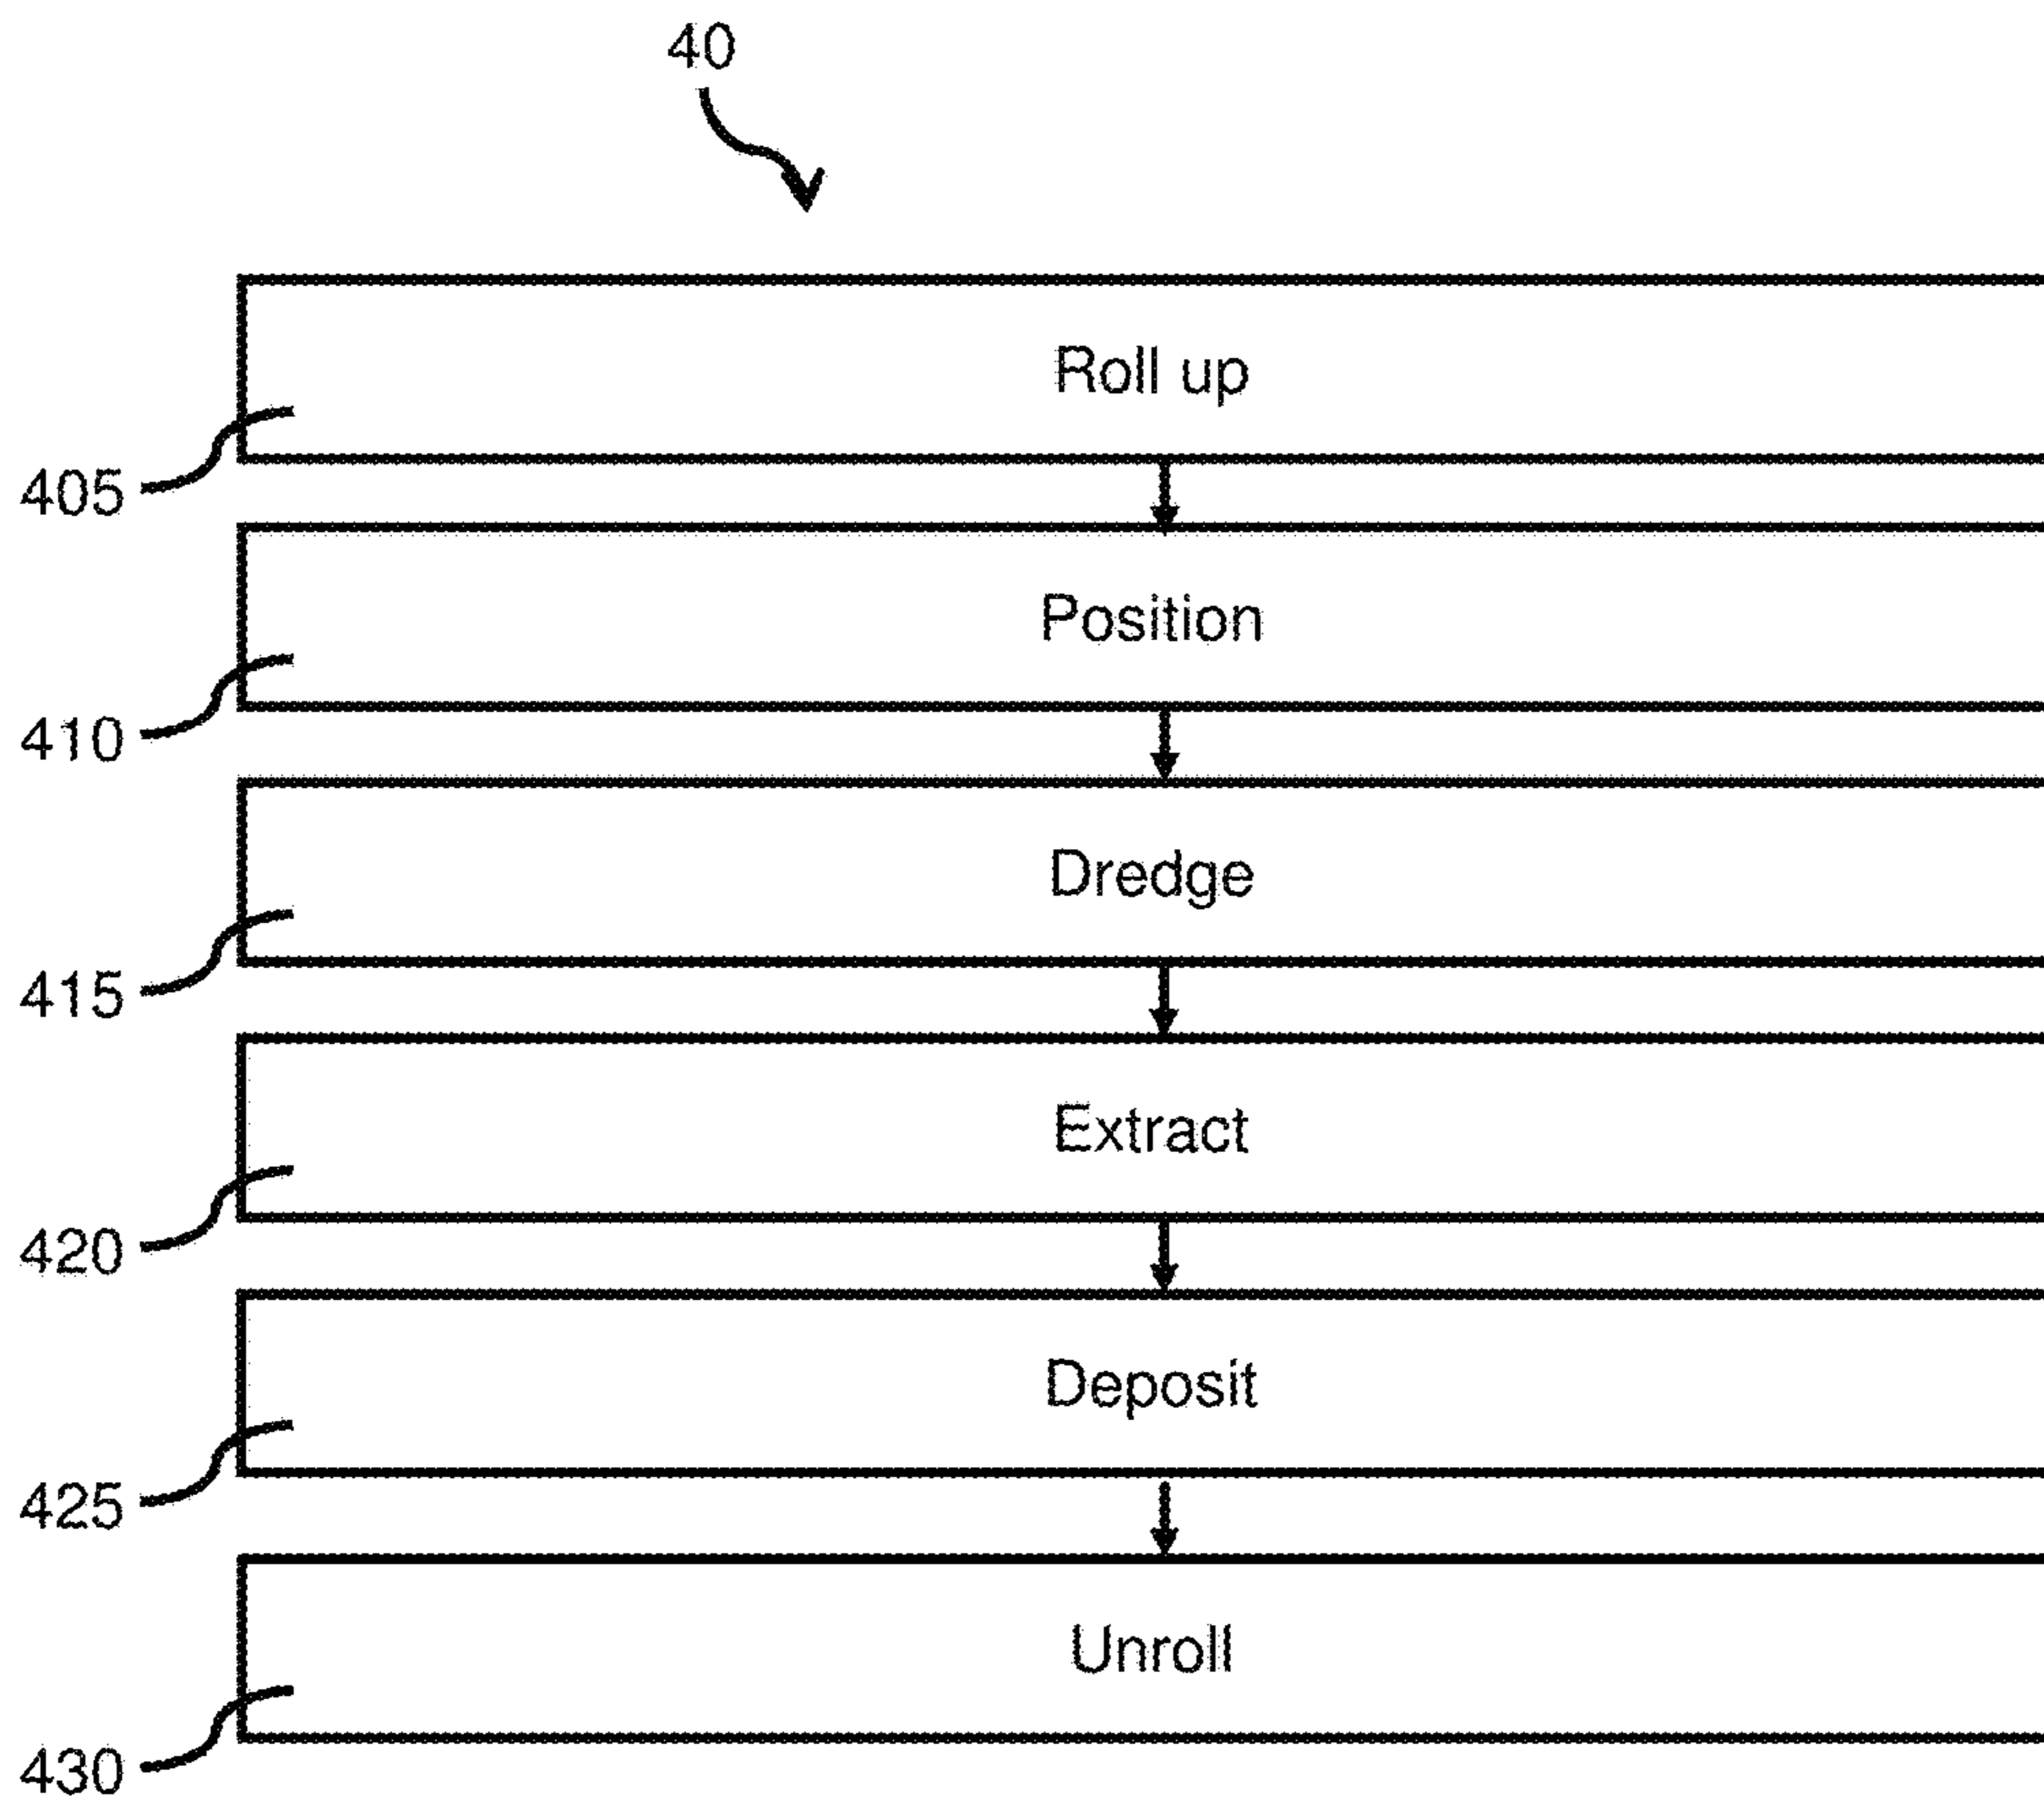 40
Roll up
405
Position
410
Dredge
415
Extract
420
Deposit
425
Unroll
430